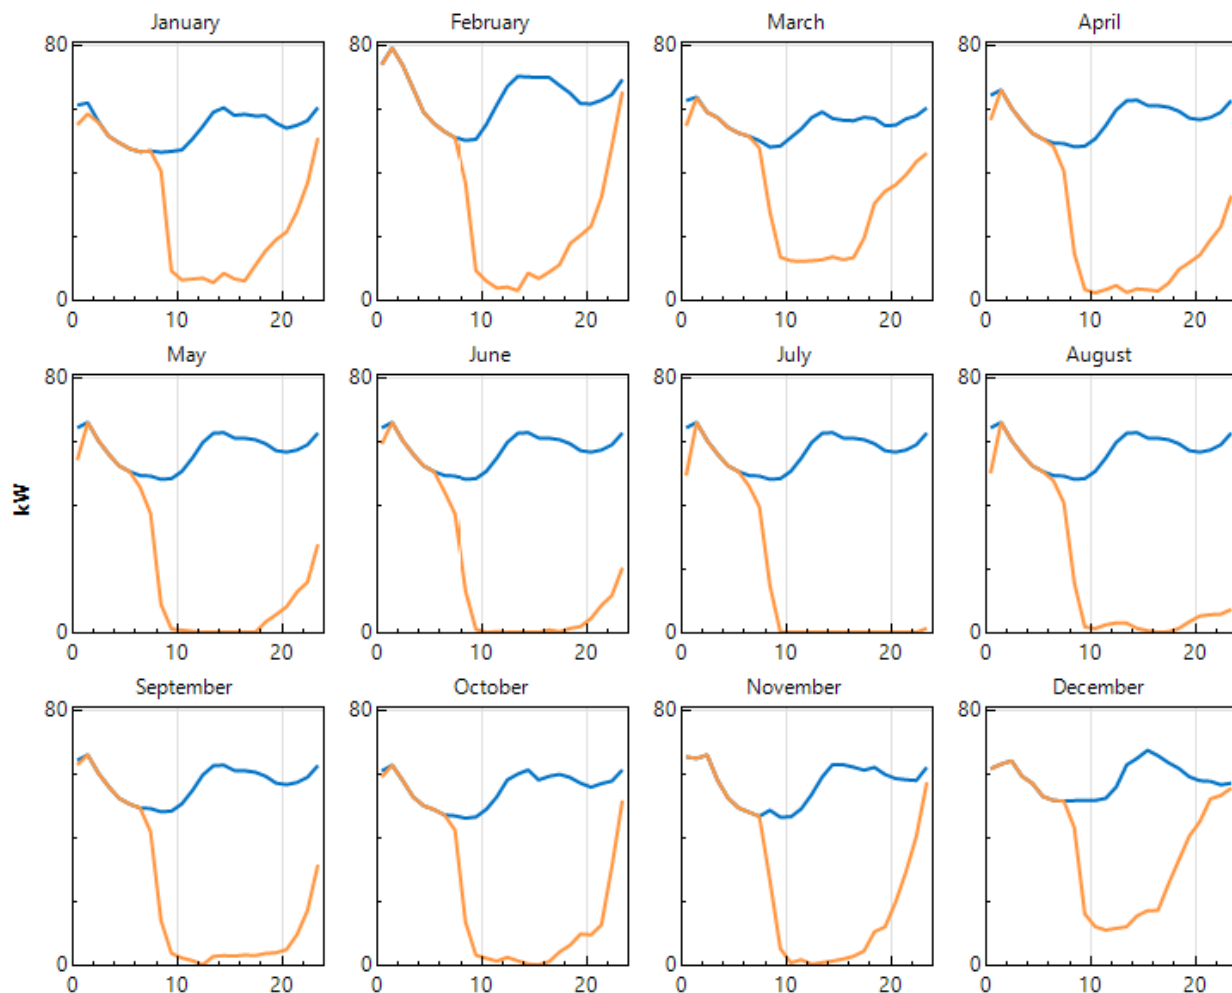 January February March April
80 80 80 80
0 0 0 0
0 10 20 0 10 20 0 10 20 0 10 20
May June July August
80 80 80 80
kW
0 0 0 0
0 10 20 0 10 20 0 10 20 0 10 20
September October November December
80 80 80 80
0 0 0 0
0 10 20 0 10 20 0 10 20 0 10 20